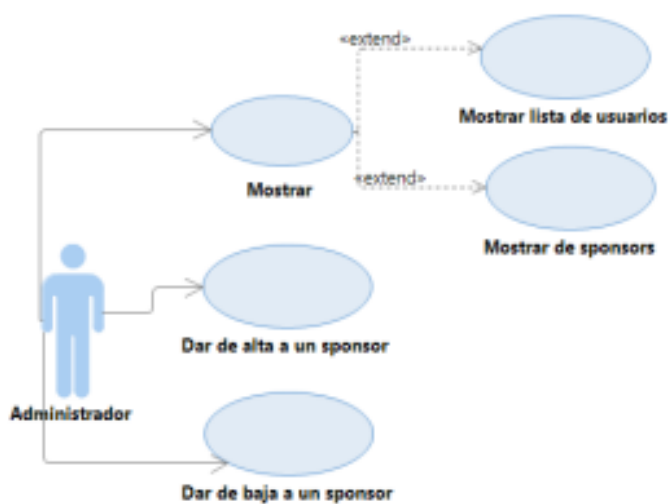 «extend»
Mostrar lista de usuarios
Mostrar
«extend»
Mostrar de sponsors
Dar de alta a un sponsor
Administrador
Dar de baja a un sponsor